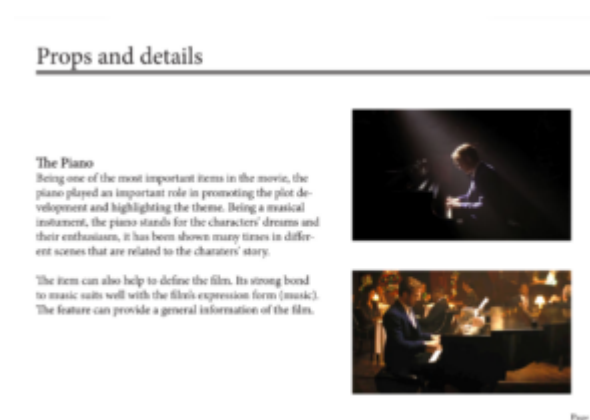 Props and details
The Piano
Being one of the most important items in the movie, the
piano played an important role in promoting the plot de-
velopment and highlighting the theme. Being a musical
instument, the piano stands for the characters' dreams and
their enthusiasm, it has been shown many times in differ-
ent scenes that are related to the charaters' story.
The item can also help to define the film. Its strong bond
to music suits well with the film's expression form (music).
The feature can provide a general information of the film.
Page